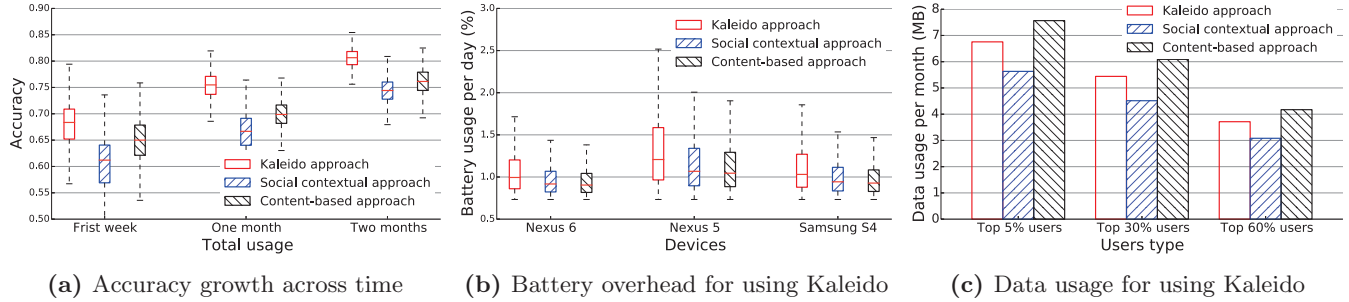 0.90
0.85
0.80
0.75
0.70
0.65
0.60
0.55
0.50
Accuracy
Kaleido approach
Social contextual approach
Content-based approach
Frist week
One month
Two months
Total usage
(a) Accuracy growth across time
3.0
2.5
2.0
1.5
1.0
0.5
Battery usage per day (%)
Kaleido approach
Social contextual approach
Content-based approach
Nexus 6
Nexus 5
Samsung S4
Devices
(b) Battery overhead for using Kaleido
8
7
6
5
4
3
2
1
0
Data usage per month (MB)
Kaleido approach
Social contextual approach
Content-based approach
Top 5% users
Top 30% users
Top 60% users
Users type
(c) Data usage for using Kaleido